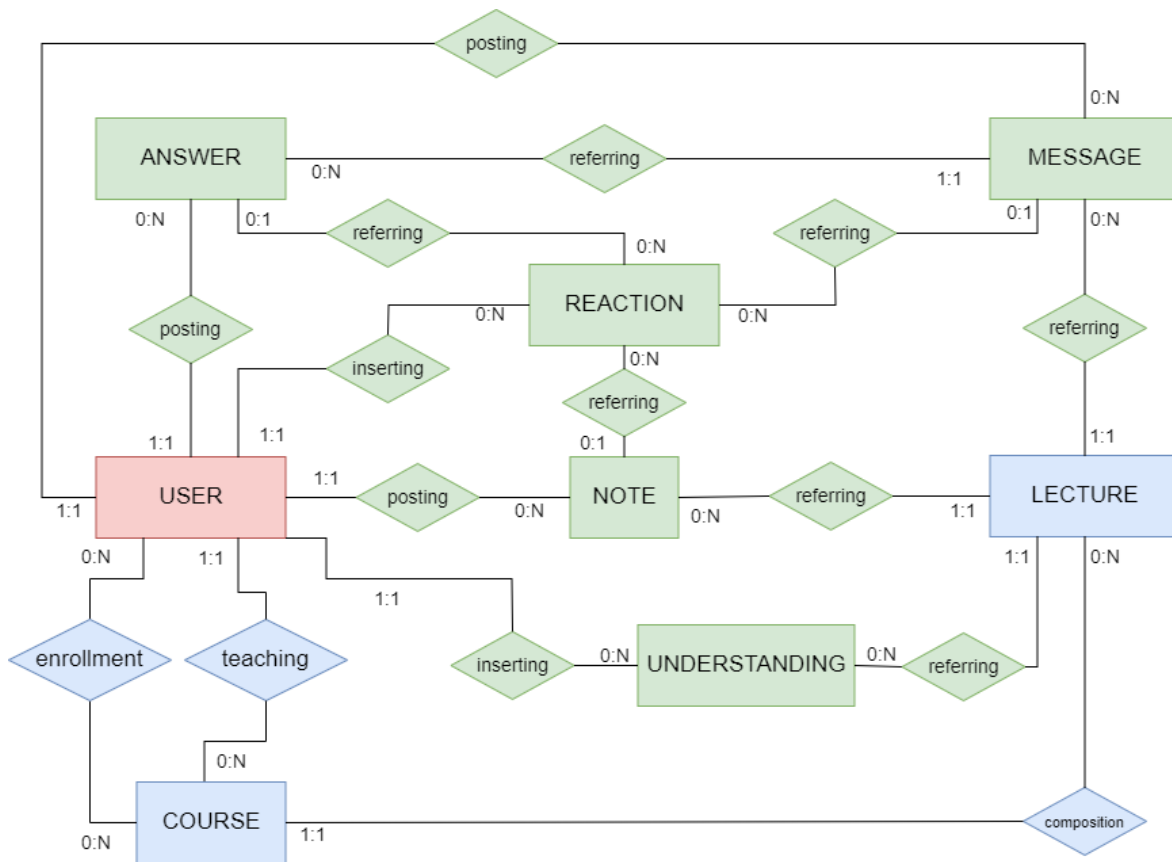 posting
0:N
ANSWER
referring
MESSAGE
0:N
1:1
0:N
0:1
0:1
0:N
referring
referring
0:N
REACTION
0:N
0:N
posting
referring
inserting
0:N
referring
1:1
1:1
0:1
1:1
1:1
USER
posting
NOTE
referring
LECTURE
1:1
0:N
0:N
1:1
0:N
1:1
1:1
0:N
1:1
enrollment
teaching
inserting
0:N
UNDERSTANDING
0:N
referring
0:N
COURSE
composition
0:N
1:1